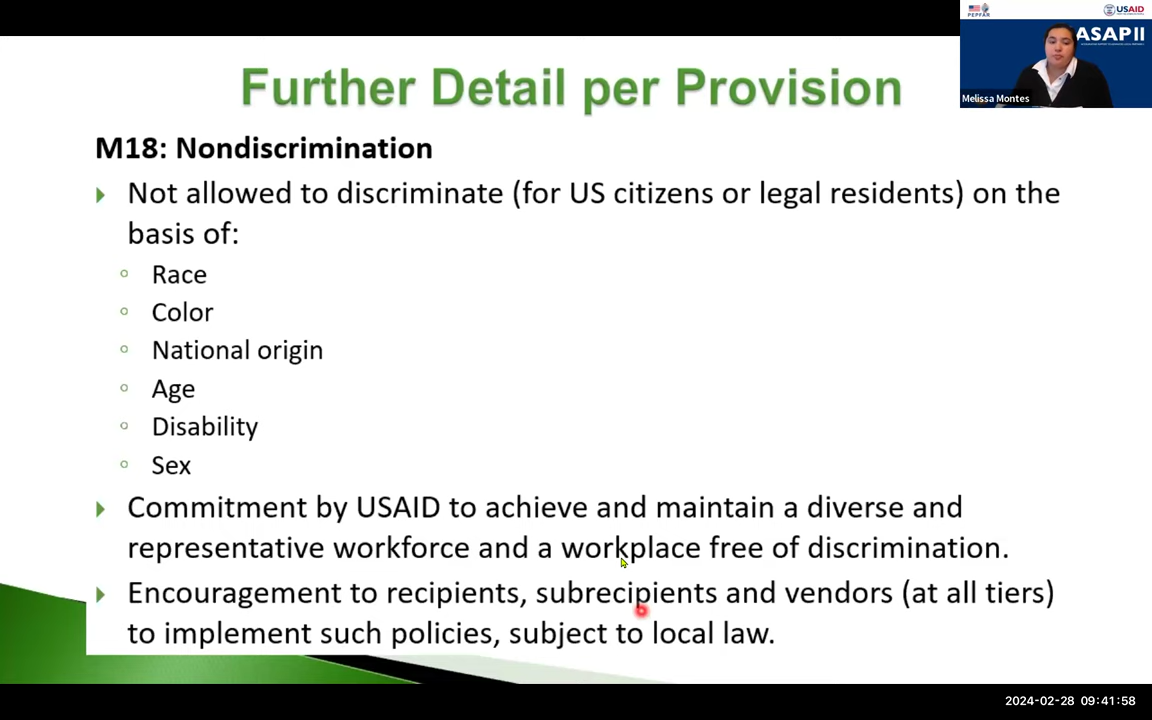 PEPFAR
USAID
ASAP II
Melissa Montes
Further Detail per Provision
M18: Nondiscrimination
Not allowed to discriminate (for US citizens or legal residents) on the
basis of:
Race
Color
National origin
Age
Disability
Sex
Commitment by USAID to achieve and maintain a diverse and
representative workforce and a workplace free of discrimination.
Encouragement to recipients, subrecipients and vendors (at all tiers)
to implement such policies, subject to local law.
2024-02-28 09:41:58